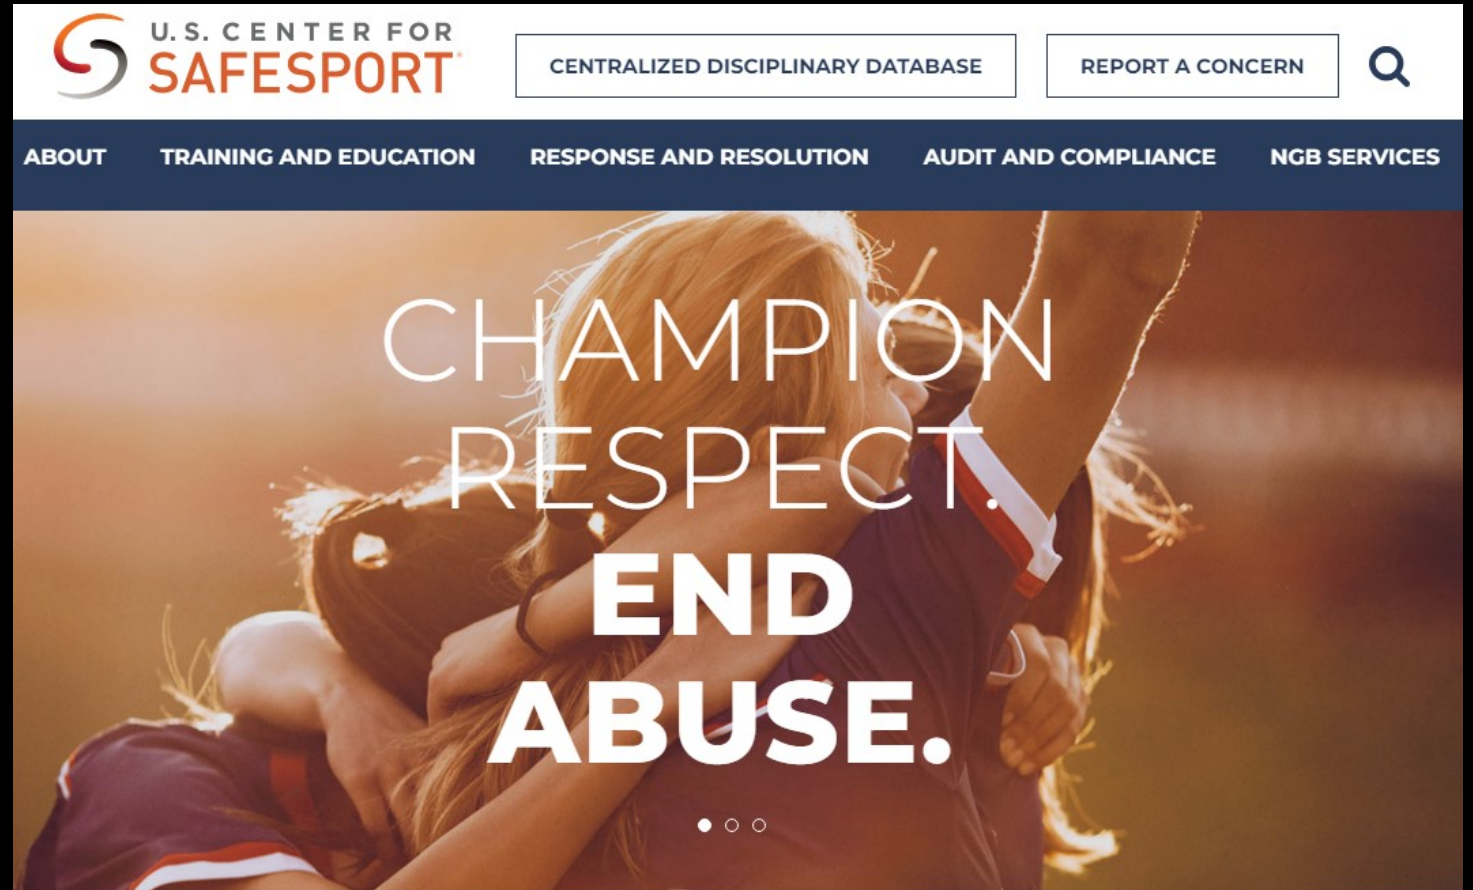 U.S. CENTER FOR
SAFESPORT
CENTRALIZED DISCIPLINARY DATABASE
REPORT A CONCERN
ABOUT
TRAINING AND EDUCATION
RESPONSE AND RESOLUTION
AUDIT AND COMPLIANCE
NGB SERVICES
CHAMPION
RESPECT.
END
ABUSE.